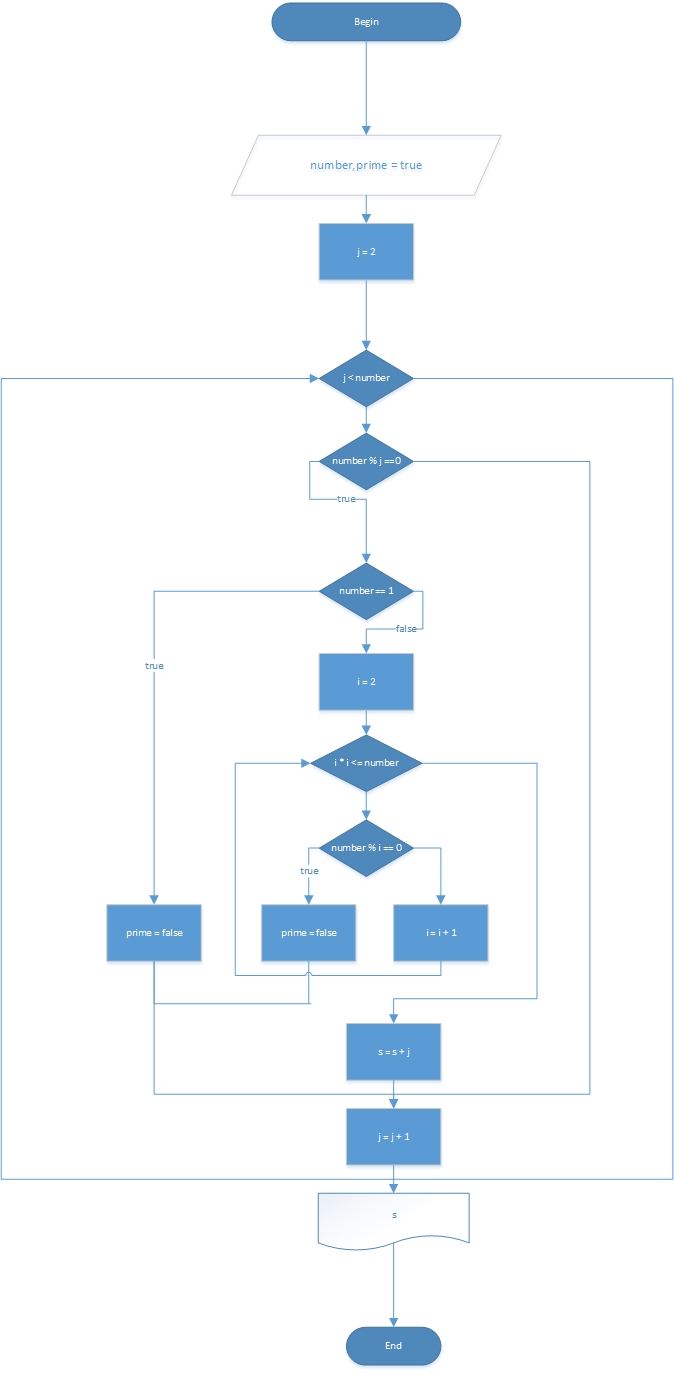 Begin
number,prime = true
j = 2
j < number
number % j ==0
true
number == 1
false
true
i = 2
i * i <= number
number % i == 0
true
prime = false
prime = false
i = i + 1
s = s + j
j = j + 1
s
End